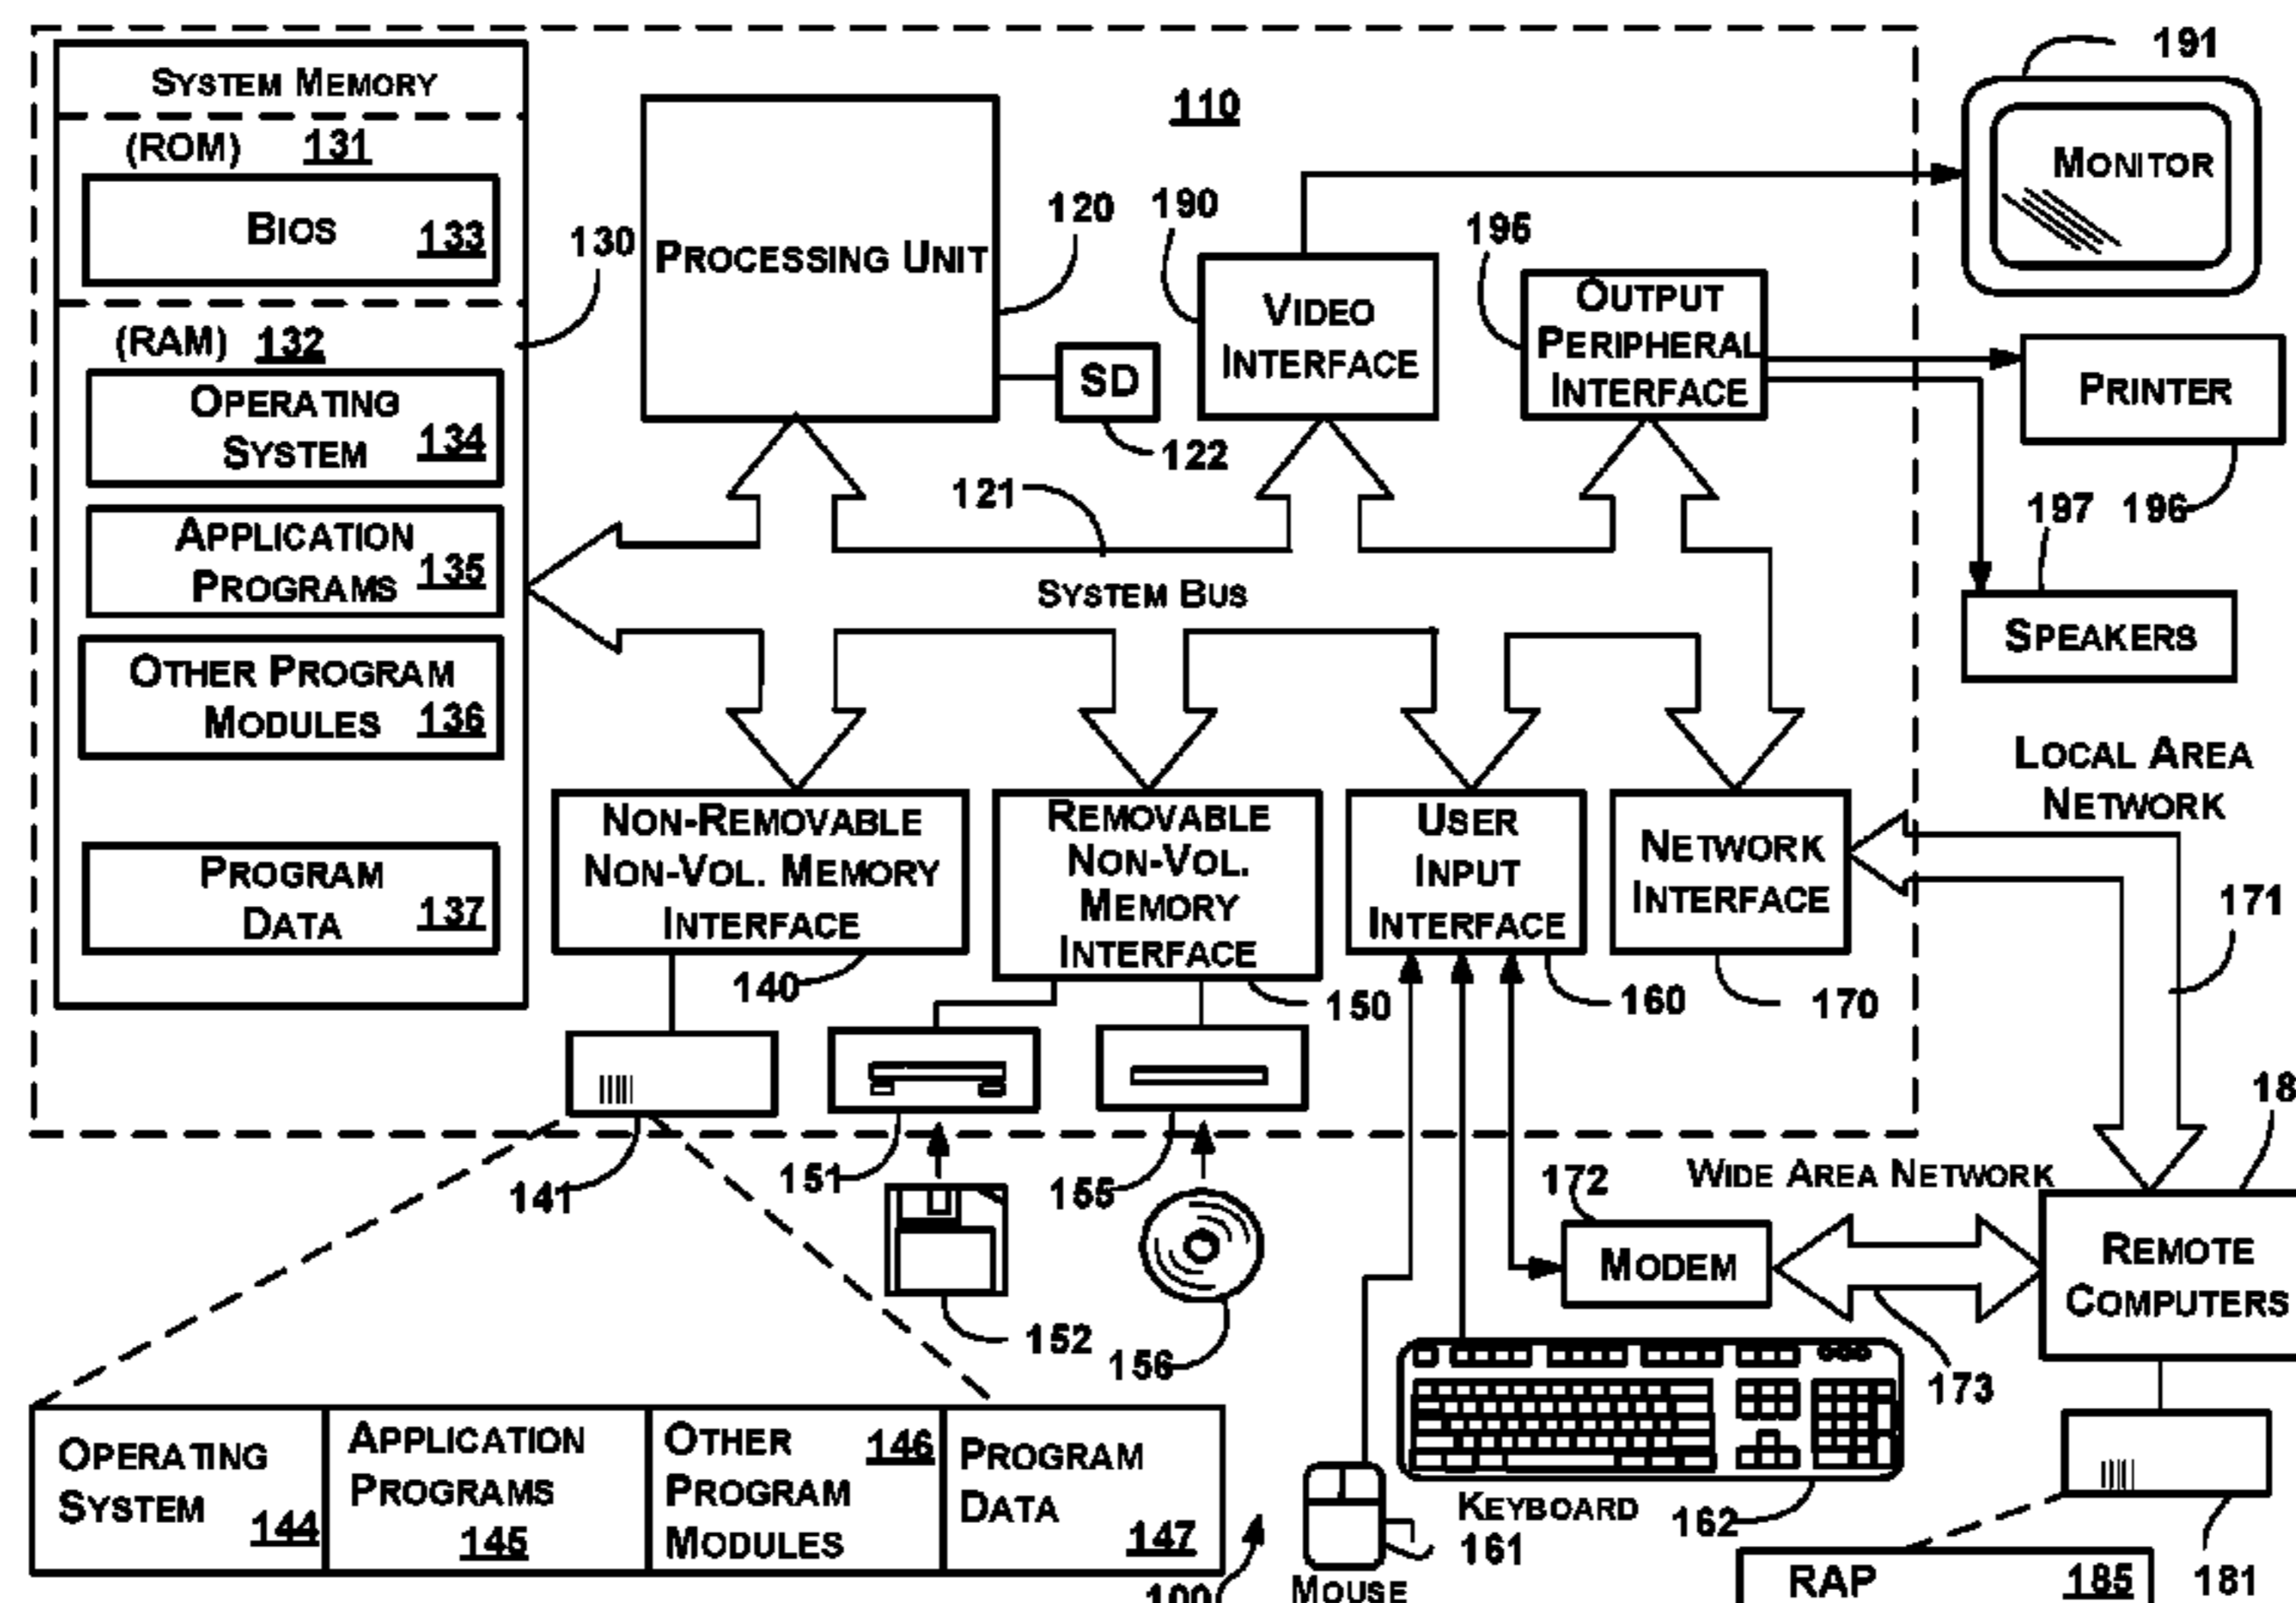 SYSTEM MEMORY
(ROM) 131
BIOS 133
(RAM) 132
OPERATING
SYSTEM 134
APPLICATION
PROGRAMS 135
OTHER PROGRAM
MODULES 136
PROGRAM
DATA 137
130
PROCESSING UNIT
120
SD
122
110
190
VIDEO
INTERFACE
195
OUTPUT
PERIPHERAL
INTERFACE
191
MONITOR
PRINTER
196
197
SPEAKERS
121
SYSTEM BUS
NON-REMOVABLE
NON-VOL. MEMORY
INTERFACE
140
REMOVABLE
NON-VOL.
MEMORY
INTERFACE
150
USER
INPUT
INTERFACE
160
NETWORK
INTERFACE
170
LOCAL AREA
NETWORK
171
141
151
152
155
156
172
WIDE AREA NETWORK
MODEM
173
18
REMOTE
COMPUTERS
OPERATING
SYSTEM 144
APPLICATION
PROGRAMS
145
OTHER 146
PROGRAM
MODULES
PROGRAM
DATA
147
100
MOUSE
161
KEYBOARD
162
RAP 185
181